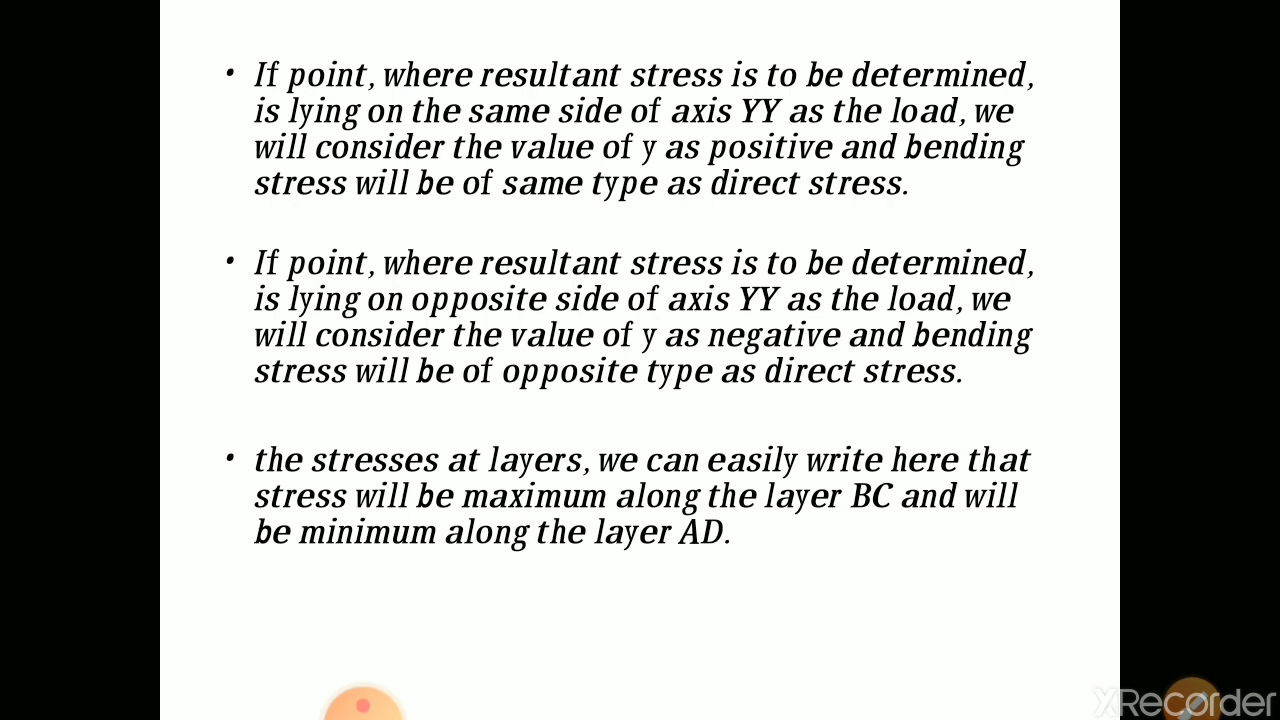 • If point, where resultant stress is to be determined,
is lying on the same side of axis YY as the load, we
will consider the value of y as positive and bending
stress will be of same type as direct stress.
• If point, where resultant stress is to be determined,
is lying on opposite side of axis YY as the load, we
will consider the value of y as negative and bending
stress will be of opposite type as direct stress.
• the stresses at layers, we can easily write here that
stress will be maximum along the layer BC and will
be minimum along the layer AD.
XRecorder